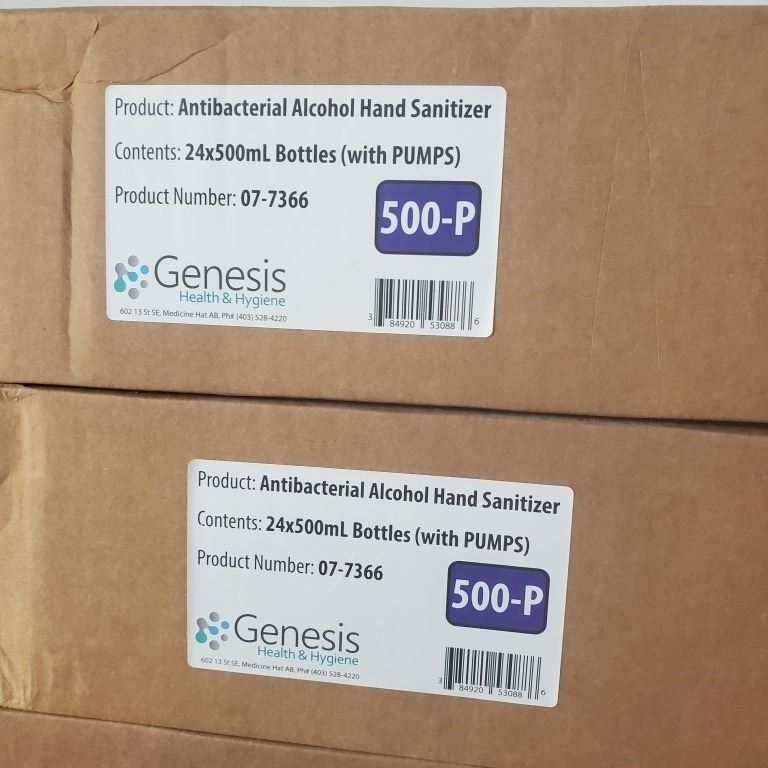 Product: Antibacterial Alcohol Hand Sanitizer
Contents: 24x500mL Bottles (with PUMPS)
Product Number: 07-7366
500-P
Genesis
Health & Hygiene
602 13 St SE, Medicine Hat AB, Ph# (403) 528-4220
3 84920 53088 6
Product: Antibacterial Alcohol Hand Sanitizer
Contents: 24x500mL Bottles (with PUMPS)
Product Number: 07-7366
500-P
Genesis
Health & Hygiene
602 13 St SE, Medicine Hat AB, Ph# (403) 528-4220
3 84920 53088 6